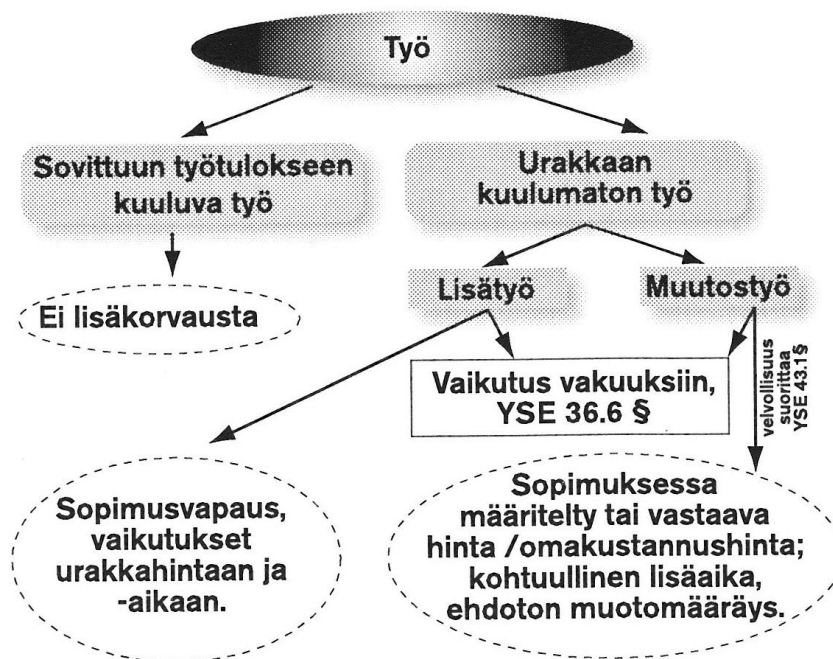 Työ
Sovittuun työtulokseen
kuuluva työ
Urakkaan
kuulumaton työ
Ei lisäkorvausta
Lisätyö
Muutostyö
Vaikutus vakuuksiin,
YSE 36.6 §
velvollisuus
suorittaa
YSE 43.1 §
Sopimusvapaus,
vaikutukset
urakkahintaan ja
-aikaan.
Sopimuksessa
määritelty tai vastaava
hinta /omakustannushinta;
kohtuullinen lisäaika,
ehdoton muotomääräys.